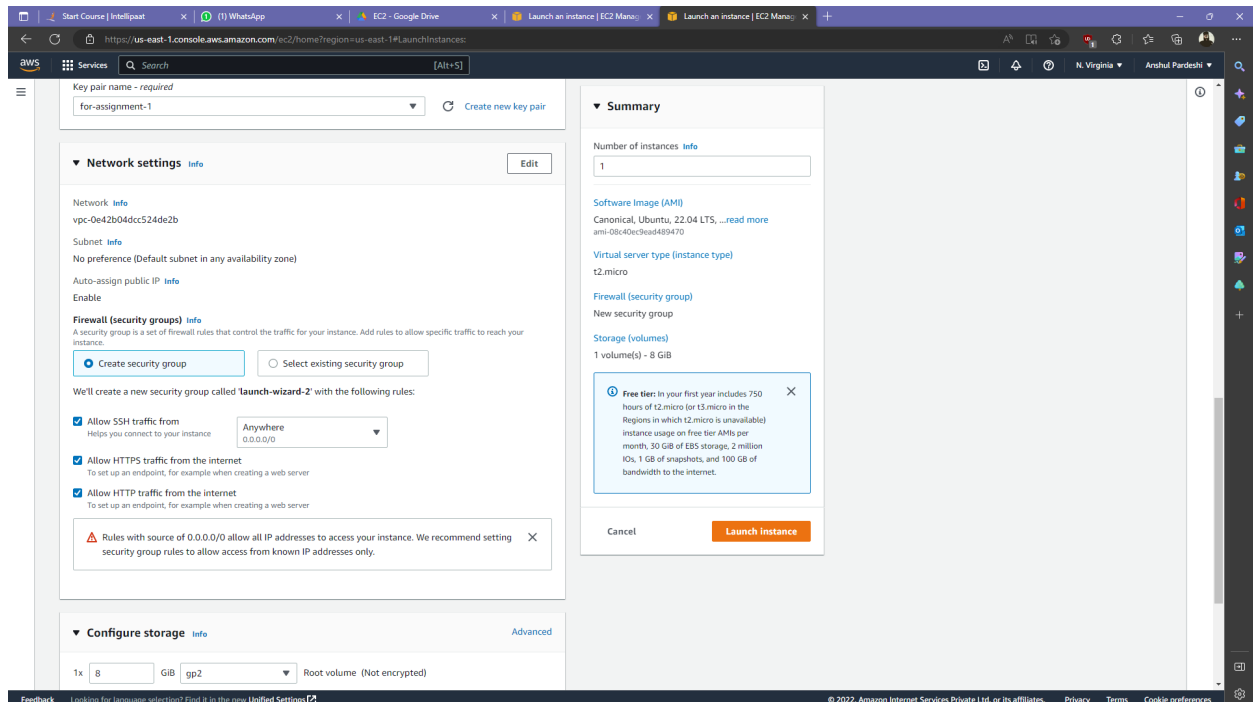 Start Course | Intellipaat
(1) WhatsApp
EC2 - Google Drive
Launch an instance | EC2 Manag
Launch an instance | EC2 Manag
https://us-east-1.console.aws.amazon.com/ec2/home?region=us-east-1#LaunchInstances:
aws
Services
Search
[Alt+S]
N. Virginia
Anshul Pardeshi
Key pair name - required
for-assignment-1
Create new key pair
Network settings Info
Edit
Network Info
vpc-0e42b04dcc524de2b
Subnet Info
No preference (Default subnet in any availability zone)
Auto-assign public IP Info
Enable
Firewall (security groups) Info
A security group is a set of firewall rules that control the traffic for your instance. Add rules to allow specific traffic to reach your
instance.
Create security group
Select existing security group
We'll create a new security group called 'launch-wizard-2' with the following rules:
Allow SSH traffic from
Helps you connect to your instance
Anywhere
0.0.0.0/0
Allow HTTPS traffic from the internet
To set up an endpoint, for example when creating a web server
Allow HTTP traffic from the internet
To set up an endpoint, for example when creating a web server
Rules with source of 0.0.0.0/0 allow all IP addresses to access your instance. We recommend setting
security group rules to allow access from known IP addresses only.
Configure storage Info
Advanced
1x
8
GiB
gp2
Root volume (Not encrypted)
Summary
Number of instances Info
1
Software Image (AMI)
Canonical, Ubuntu, 22.04 LTS, ...read more
ami-08c40ec9ead489470
Virtual server type (instance type)
t2.micro
Firewall (security group)
New security group
Storage (volumes)
1 volume(s) - 8 GiB
Free tier: In your first year includes 750
hours of t2.micro (or t3.micro in the
Regions in which t2.micro is unavailable)
instance usage on free tier AMIs per
month, 30 GiB of EBS storage, 2 million
IOs, 1 GB of snapshots, and 100 GB of
bandwidth to the internet.
Cancel
Launch instance
Feedback
Looking for language selection? Find it in the new Unified Settings
© 2022, Amazon Internet Services Private Ltd. or its affiliates.
Privacy
Terms
Cookie preferences